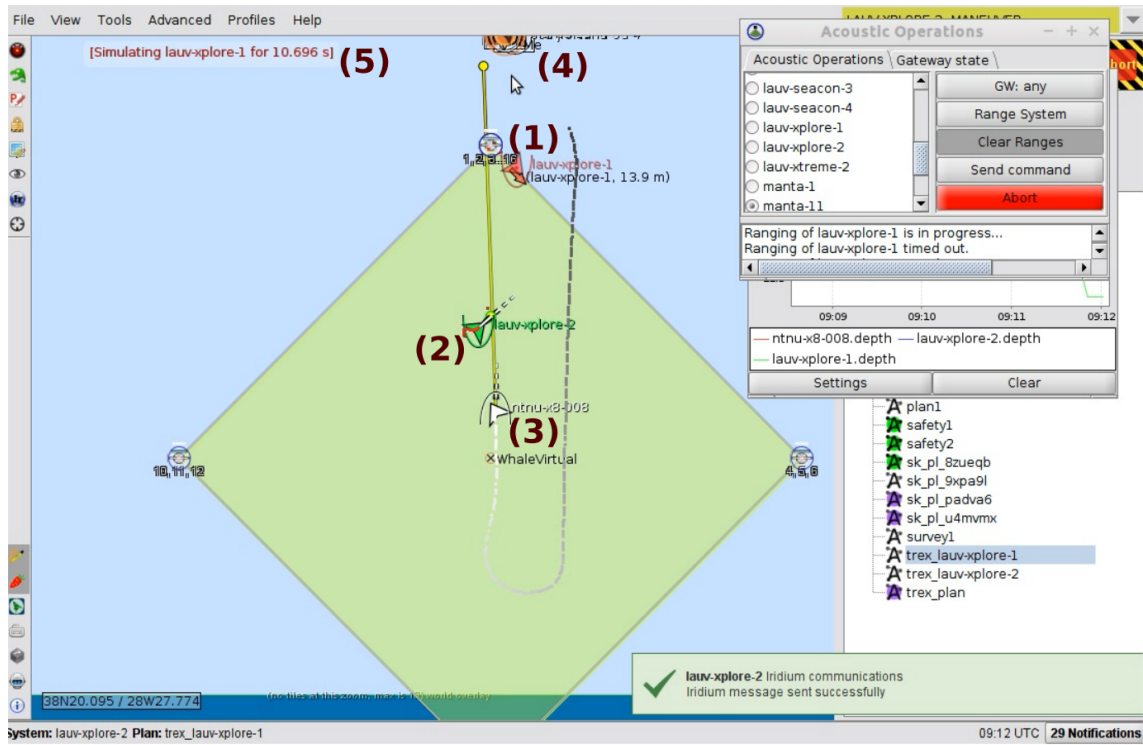 File View Tools Advanced Profiles Help
LAUV-XPLORE-2 MANEUVER
[Simulating lauv-xplore-1 for 10.696 s]
(5)
(4)
Me
(1)
1,2,3..16
lauv-xplore-1
(lauv-xplore-1, 13.9 m)
lauv-xplore-2
(2)
ntnu-x8-008
(3)
WhaleVirtual
10,11,12
4,5,6
38N20.095 / 28W27.774
Acoustic Operations
Acoustic Operations Gateway state
lauv-seacon-3
lauv-seacon-4
lauv-xplore-1
lauv-xplore-2
lauv-xtreme-2
manta-1
manta-11
GW: any
Range System
Clear Ranges
Send command
Abort
Ranging of lauv-xplore-1 is in progress...
Ranging of lauv-xplore-1 timed out.
09:09 09:10 09:11 09:12
ntnu-x8-008.depth lauv-xplore-2.depth
lauv-xplore-1.depth
Settings Clear
plan1
safety1
safety2
sk_pl_8zueqb
sk_pl_9xpa9l
sk_pl_padva6
sk_pl_u4mvmx
survey1
trex_lauv-xplore-1
trex_lauv-xplore-2
trex_plan
lauv-xplore-2 Iridium communications
Iridium message sent successfully
System: lauv-xplore-2 Plan: trex_lauv-xplore-1
09:12 UTC 29 Notifications